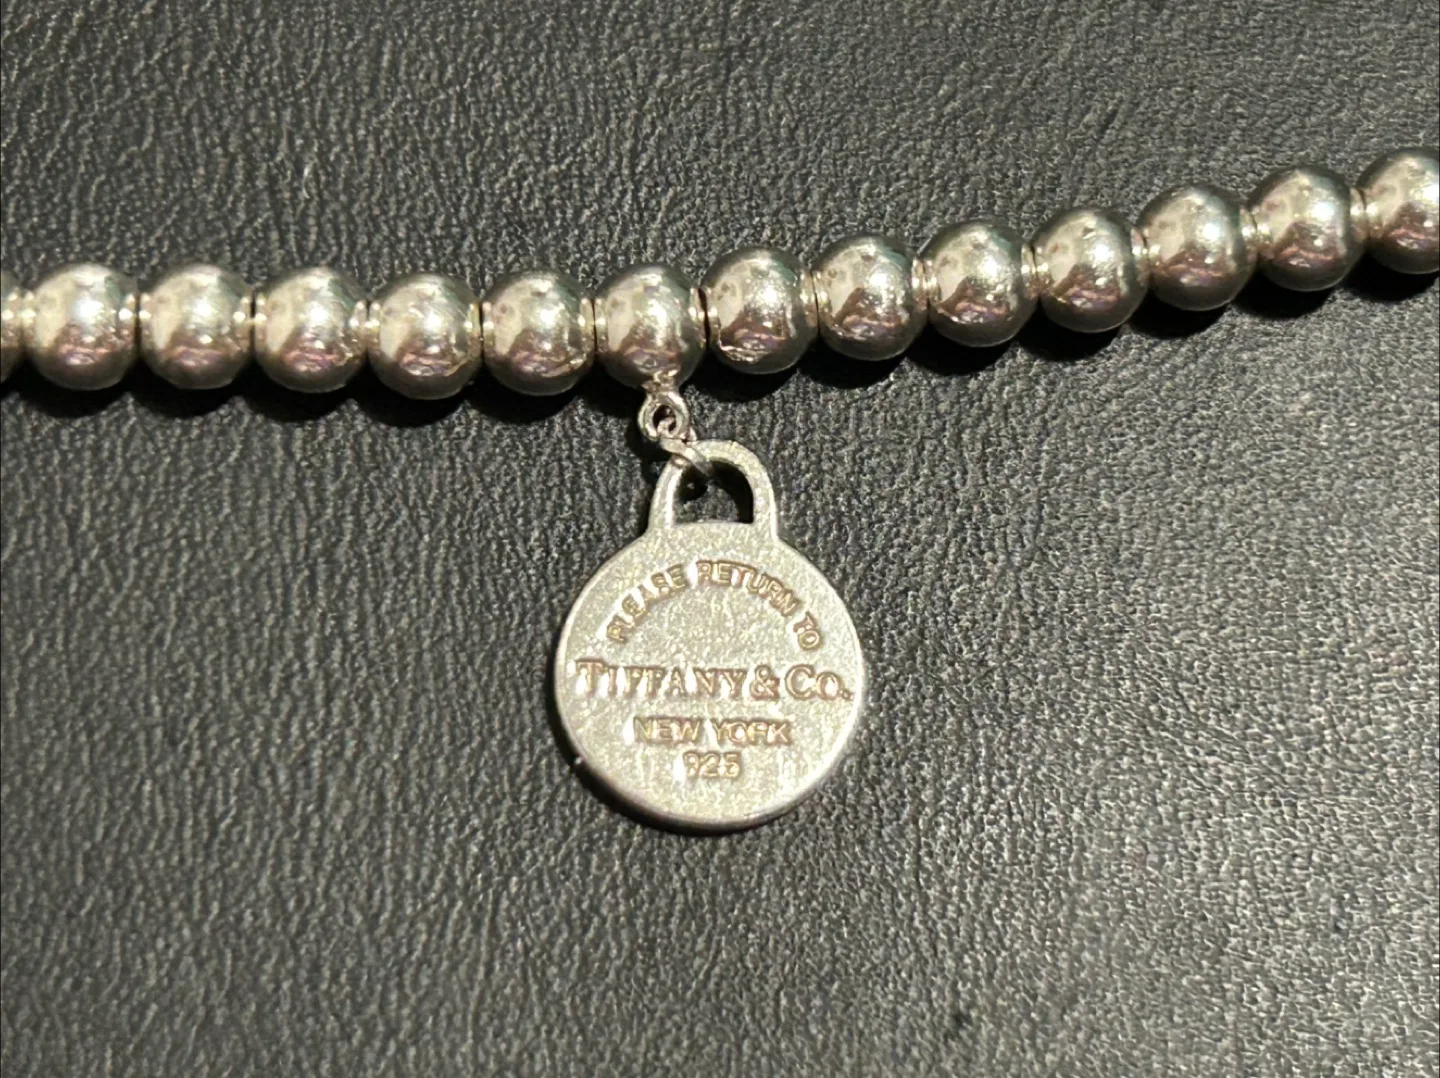 PLEASE RETURN TO
TIFFANY & CO.
NEW YORK
925